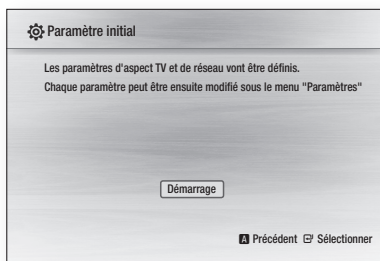 Paramètre initial
Les paramètres d'aspect TV et de réseau vont être définis.
Chaque paramètre peut être ensuite modifié sous le menu "Paramètres"
Démarrage
A Précédent Sélectionner